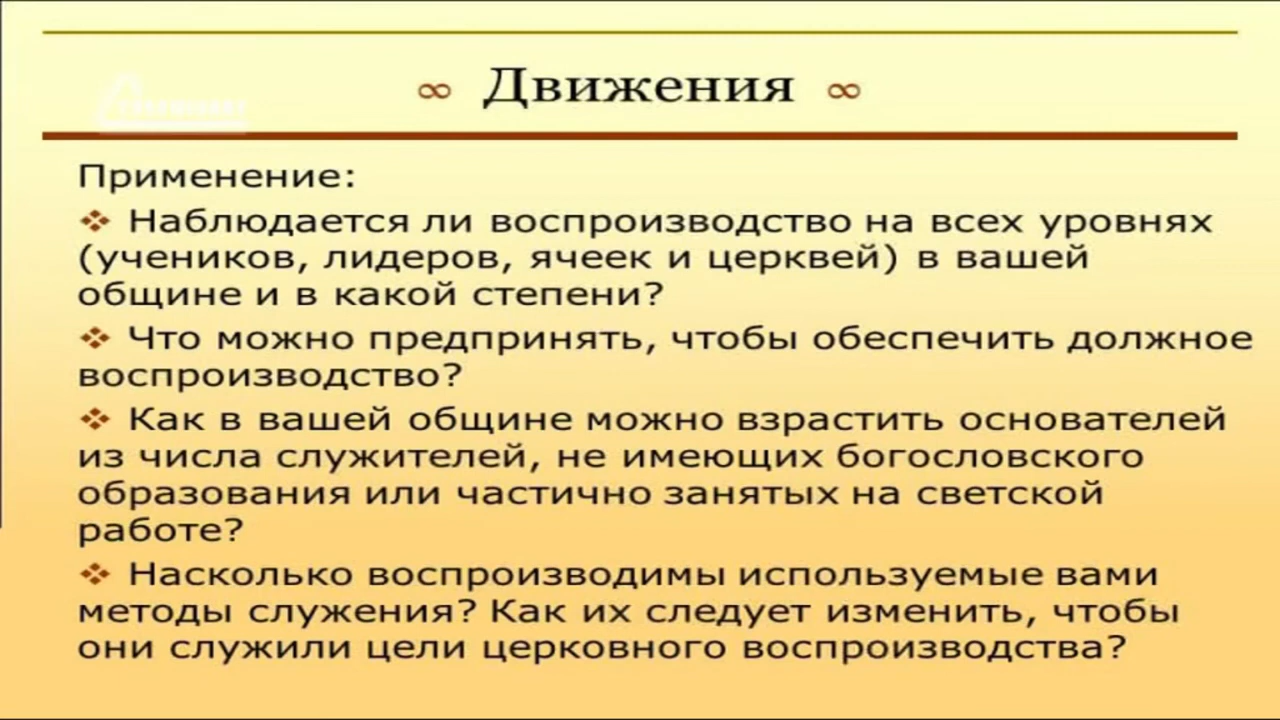 ∞ Движения ∞
Применение:
❖ Наблюдается ли воспроизводство на всех уровнях
(учеников, лидеров, ячеек и церквей) в вашей
общине и в какой степени?
❖ Что можно предпринять, чтобы обеспечить должное
воспроизводство?
❖ Как в вашей общине можно взрастить основателей
из числа служителей, не имеющих богословского
образования или частично занятых на светской
работе?
❖ Насколько воспроизводимы используемые вами
методы служения? Как их следует изменить, чтобы
они служили цели церковного воспроизводства?